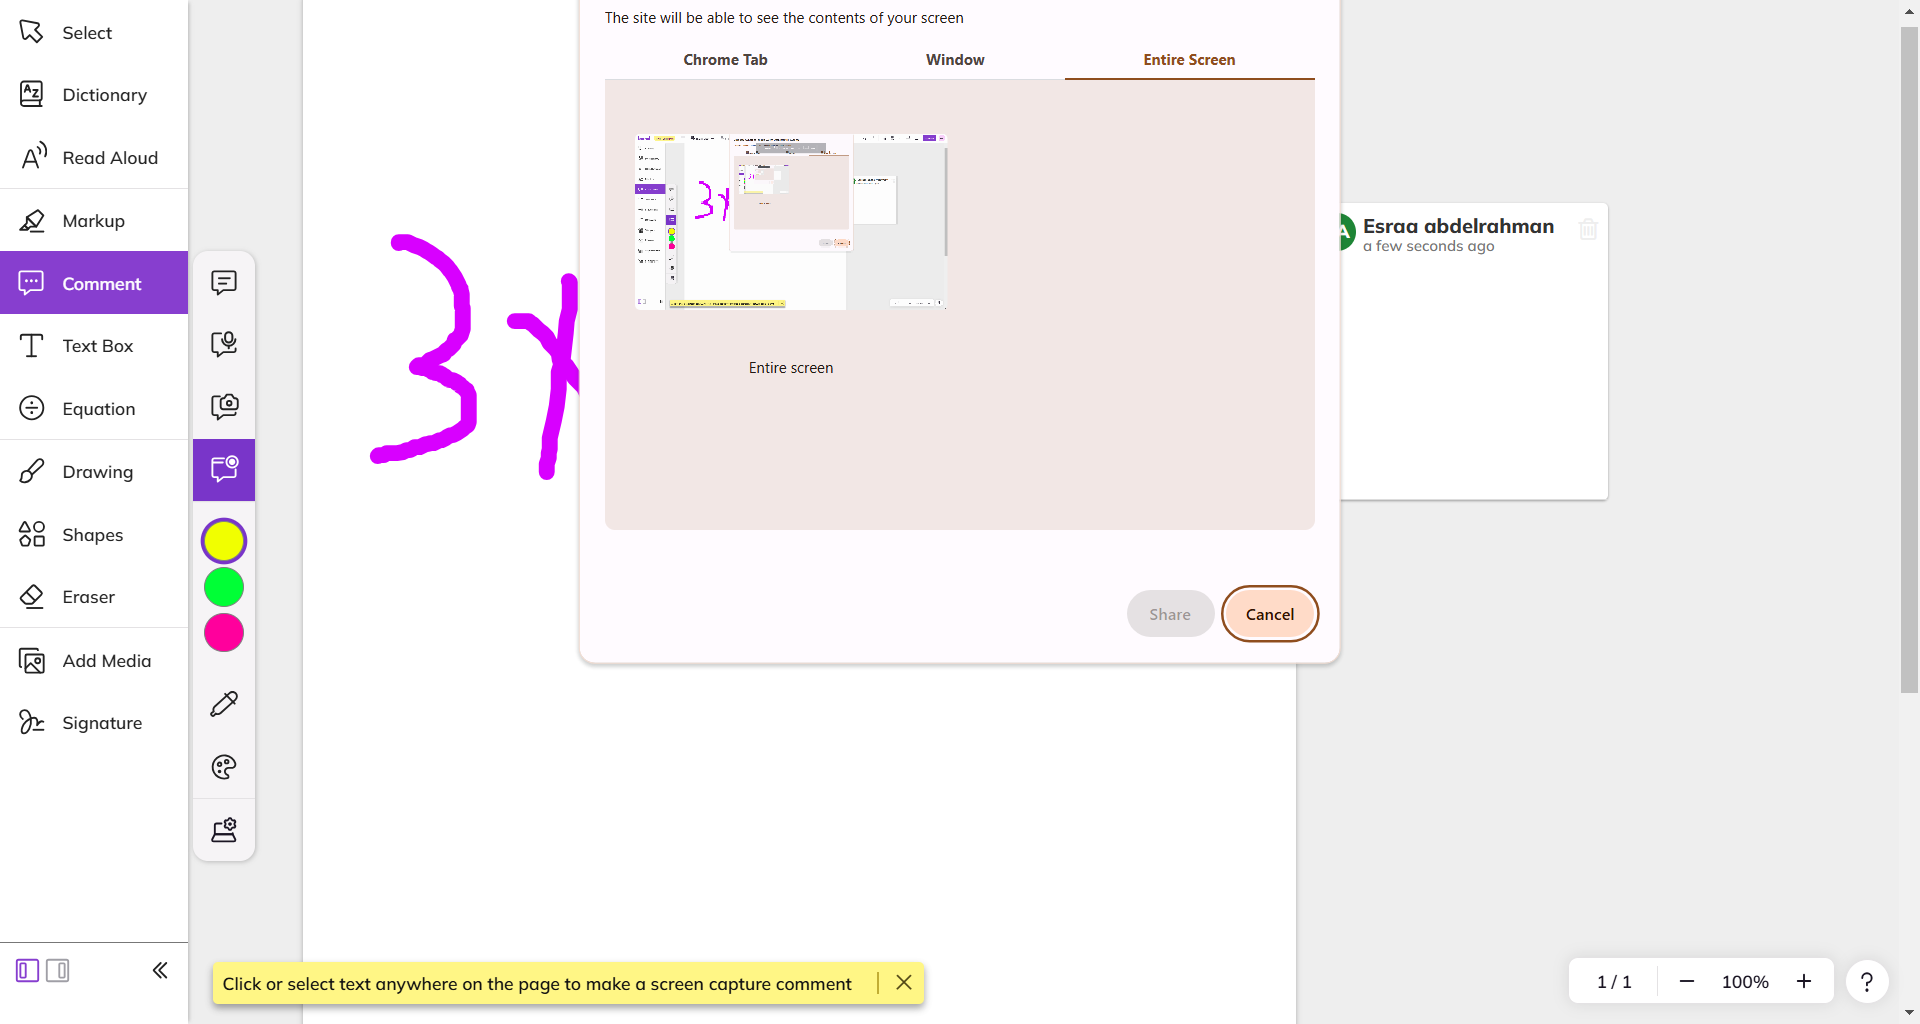 Select
Dictionary
Read Aloud
Markup
Comment
Text Box
Equation
Drawing
Shapes
Eraser
Add Media
Signature
3x
The site will be able to see the contents of your screen
Chrome Tab
Window
Entire Screen
Entire screen
Share
Cancel
A
Esraa abdelrahman
a few seconds ago
Click or select text anywhere on the page to make a screen capture comment
1 / 1
100%
?